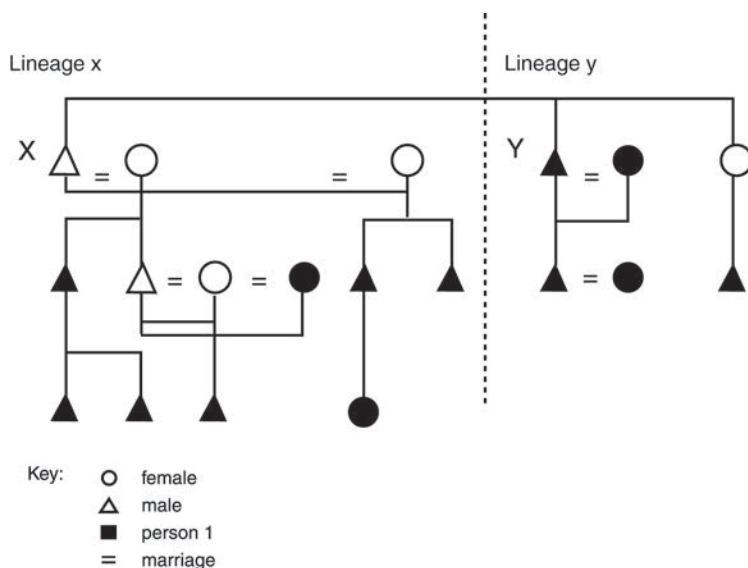 Lineage x
Lineage y
X = = Y =
= = =
Key:
female
male
person 1
= marriage